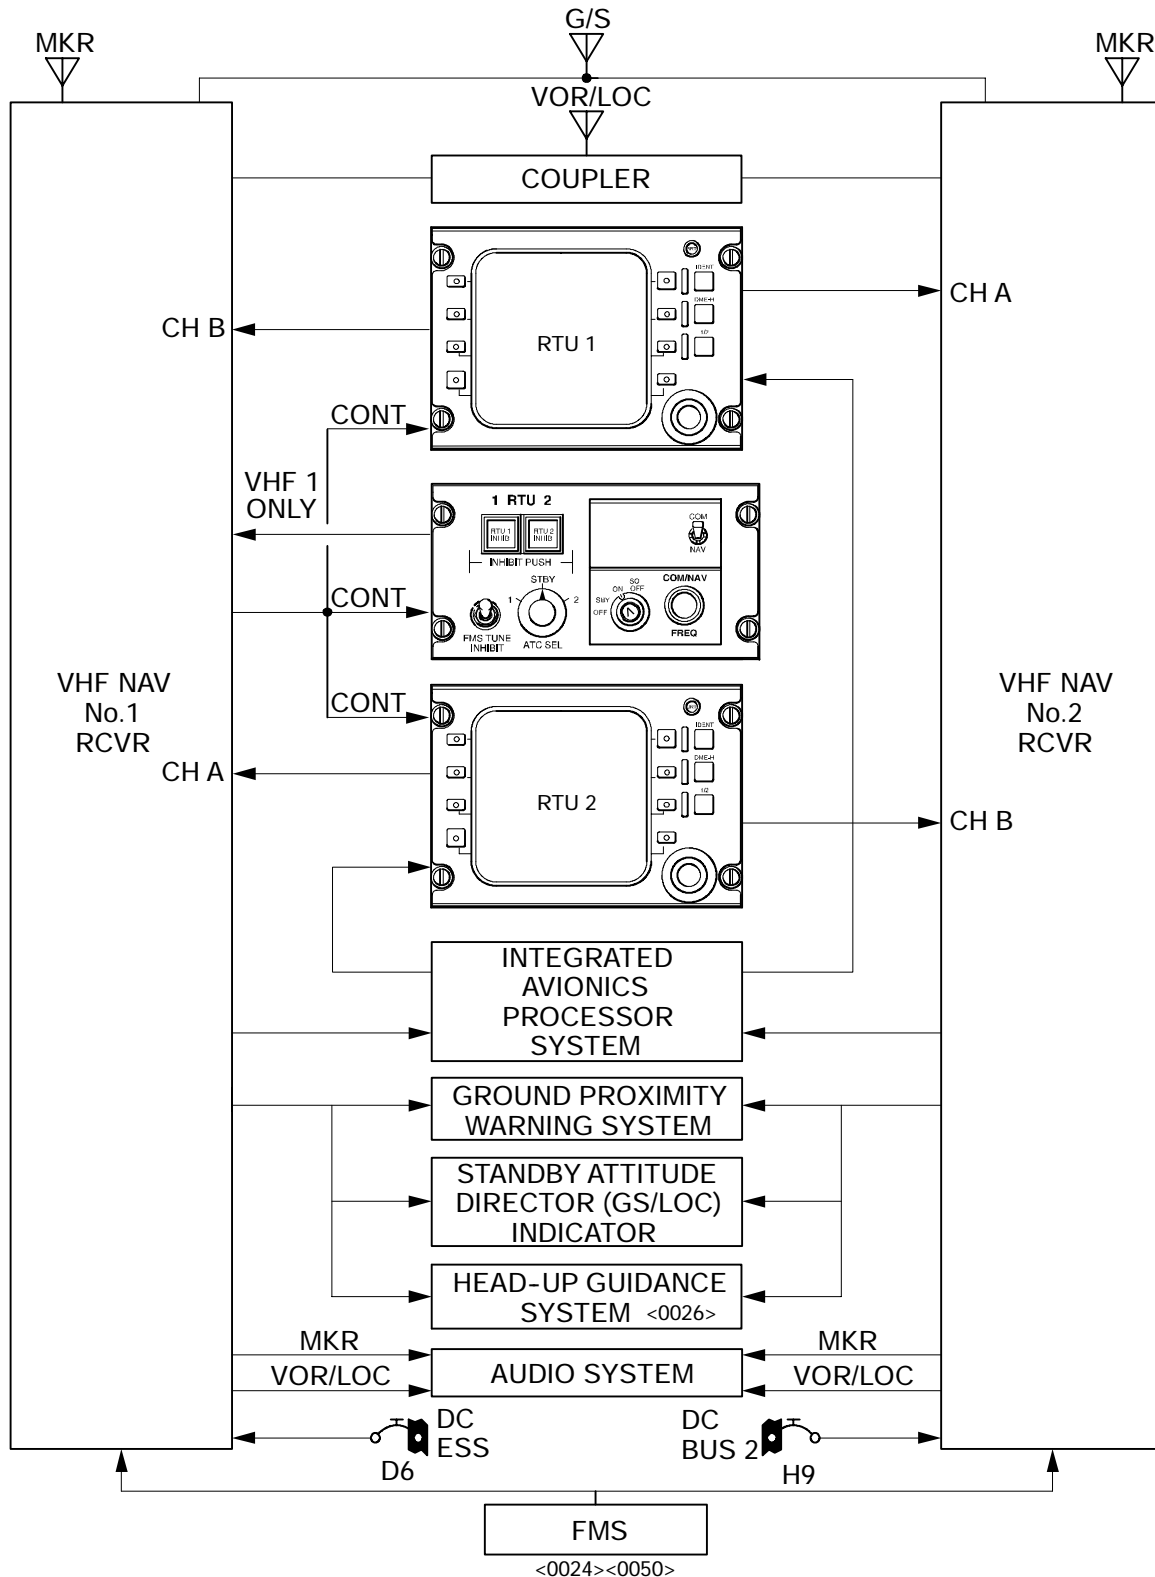 G/S
MKR
MKR
VOR/LOC
COUPLER
IDENT
DME-H
1/2
RTU 1
CH A
CH B
CONT
VHF 1
ONLY
1 RTU 2
RTU 1
INHIB
RTU 2
INHIB
INHIBIT PUSH
COM
NAV
STBY
1
2
FMS TUNE
INHIBIT
ATC SEL
SQ
OFF
ON
SBY
OFF
COM/NAV
FREQ
CONT
CONT
VHF NAV
No.1
RCVR
VHF NAV
No.2
RCVR
IDENT
DME-H
1/2
CH A
RTU 2
CH B
INTEGRATED
AVIONICS
PROCESSOR
SYSTEM
GROUND PROXIMITY
WARNING SYSTEM
STANDBY ATTITUDE
DIRECTOR (GS/LOC)
INDICATOR
HEAD-UP GUIDANCE
SYSTEM <0026>
MKR
MKR
VOR/LOC
AUDIO SYSTEM
VOR/LOC
DC
ESS
D6
DC
BUS 2
H9
FMS
<0024><0050>